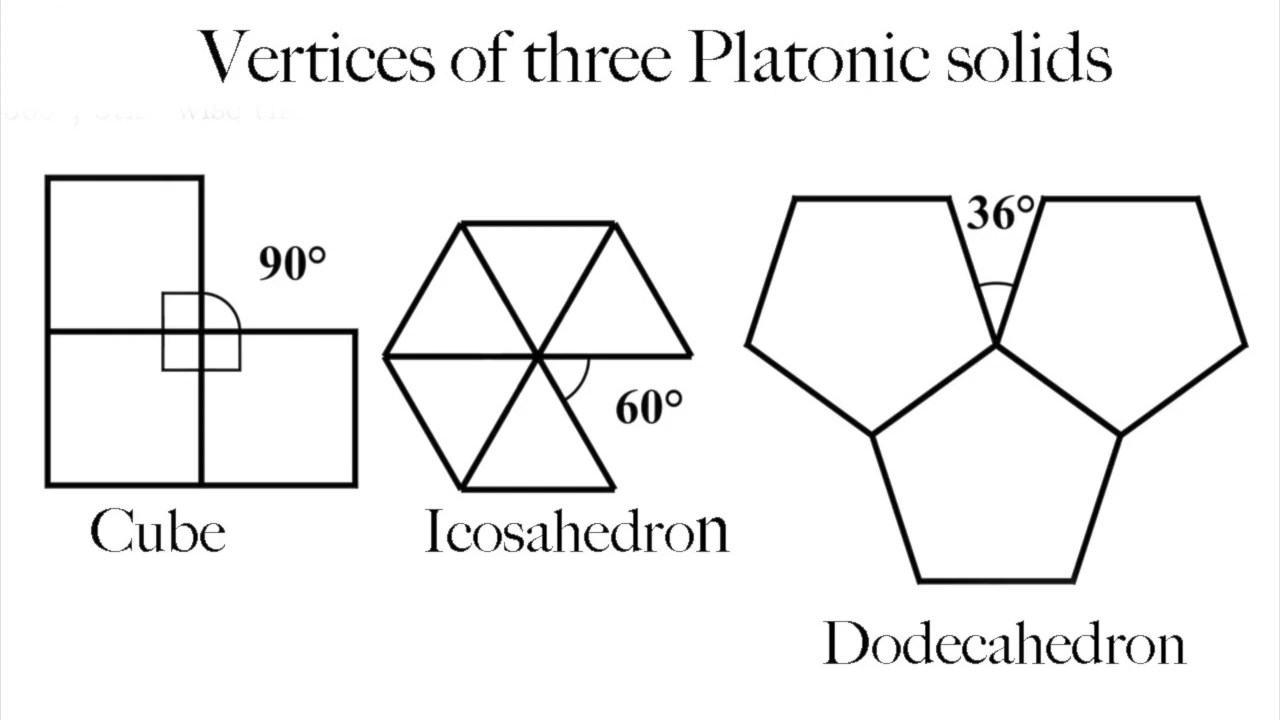 Vertices of three Platonic solids
90°
36°
60°
Cube
Icosahedron
Dodecahedron